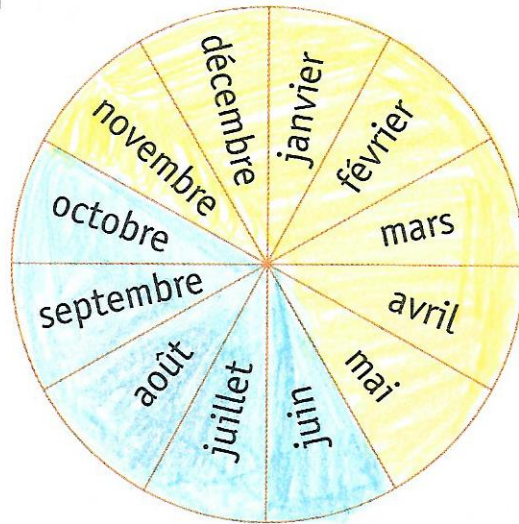 janvier
février
mars
avril
mai
juin
juillet
août
septembre
octobre
novembre
décembre